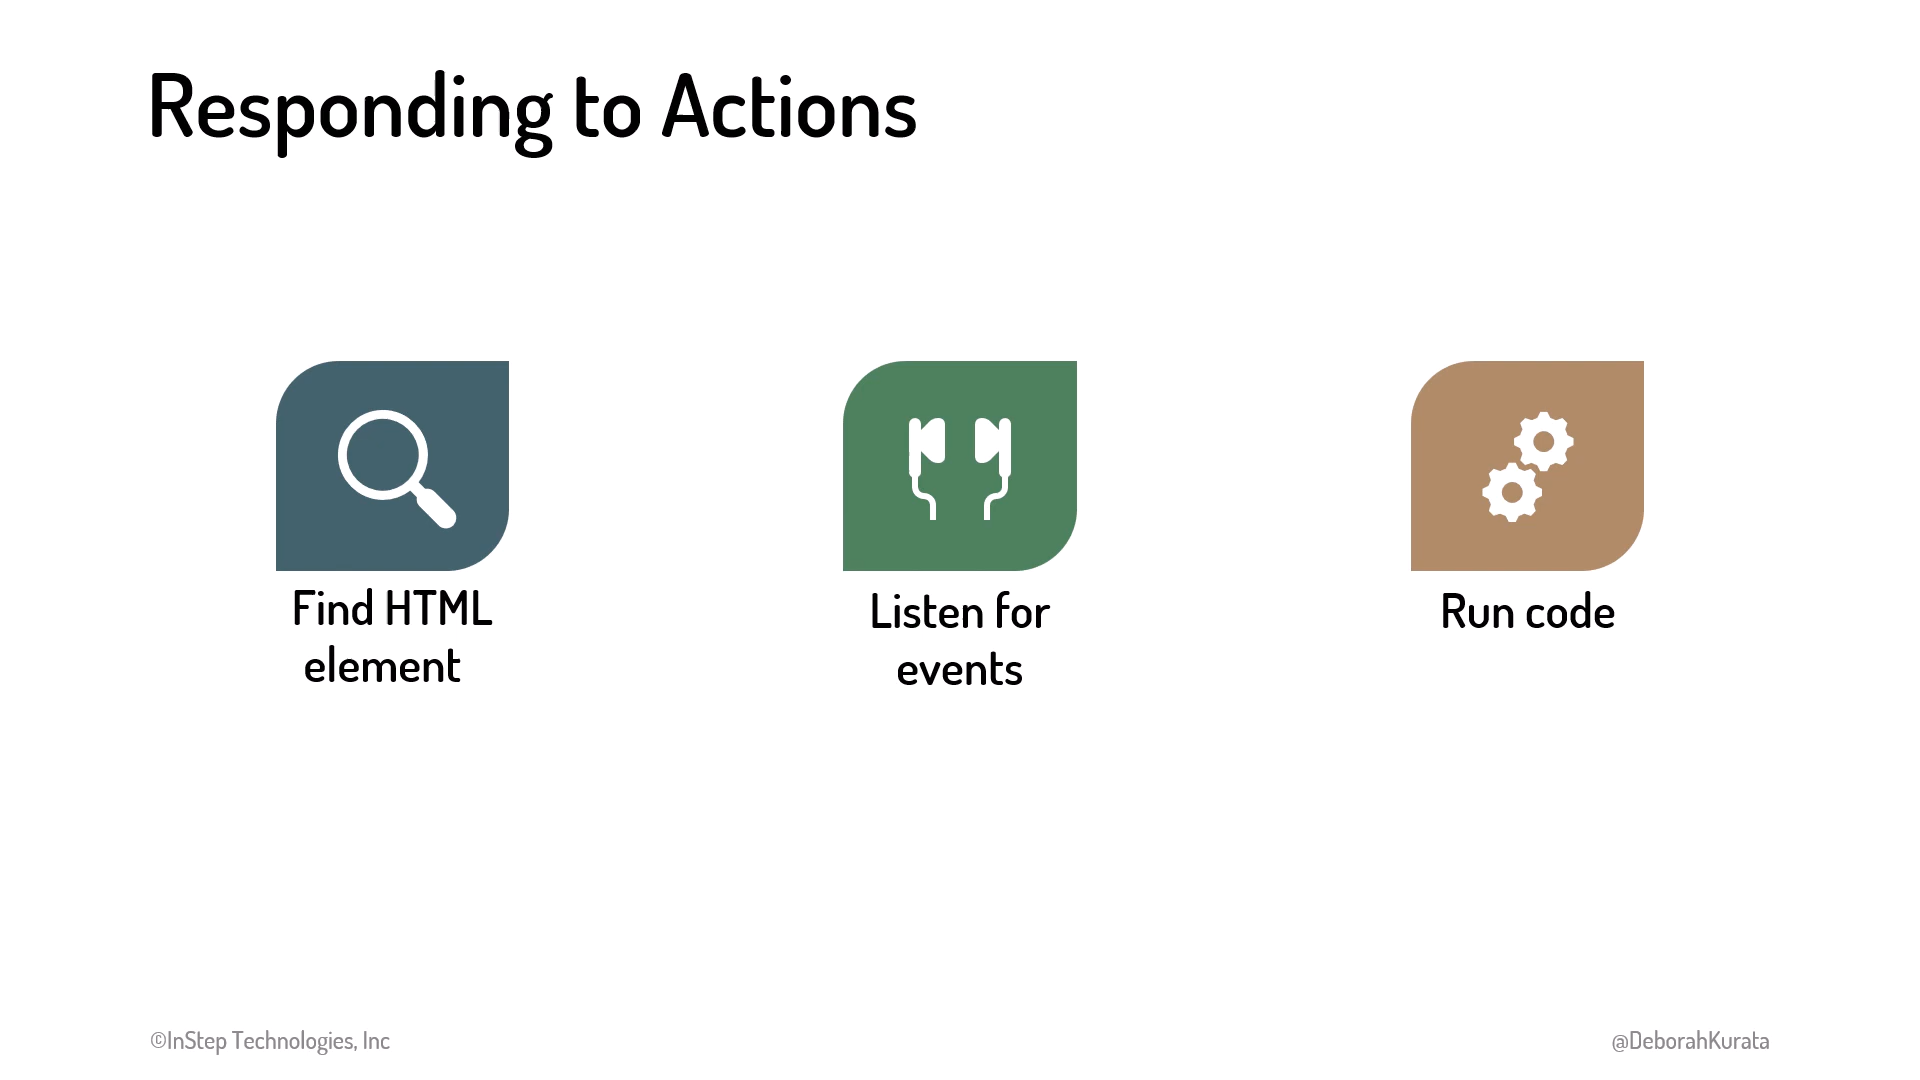 Responding to Actions
Find HTML
element
Listen for
events
Run code
©InStep Technologies, Inc
@DeborahKurata